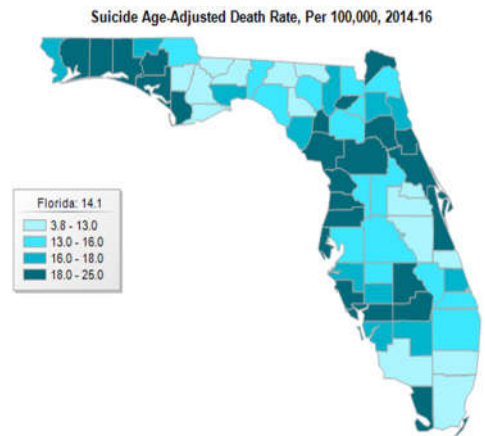 Suicide Age-Adjusted Death Rate, Per 100,000, 2014-16
Florida: 14.1
3.8 - 13.0
13.0 - 16.0
16.0 - 18.0
18.0 - 25.0